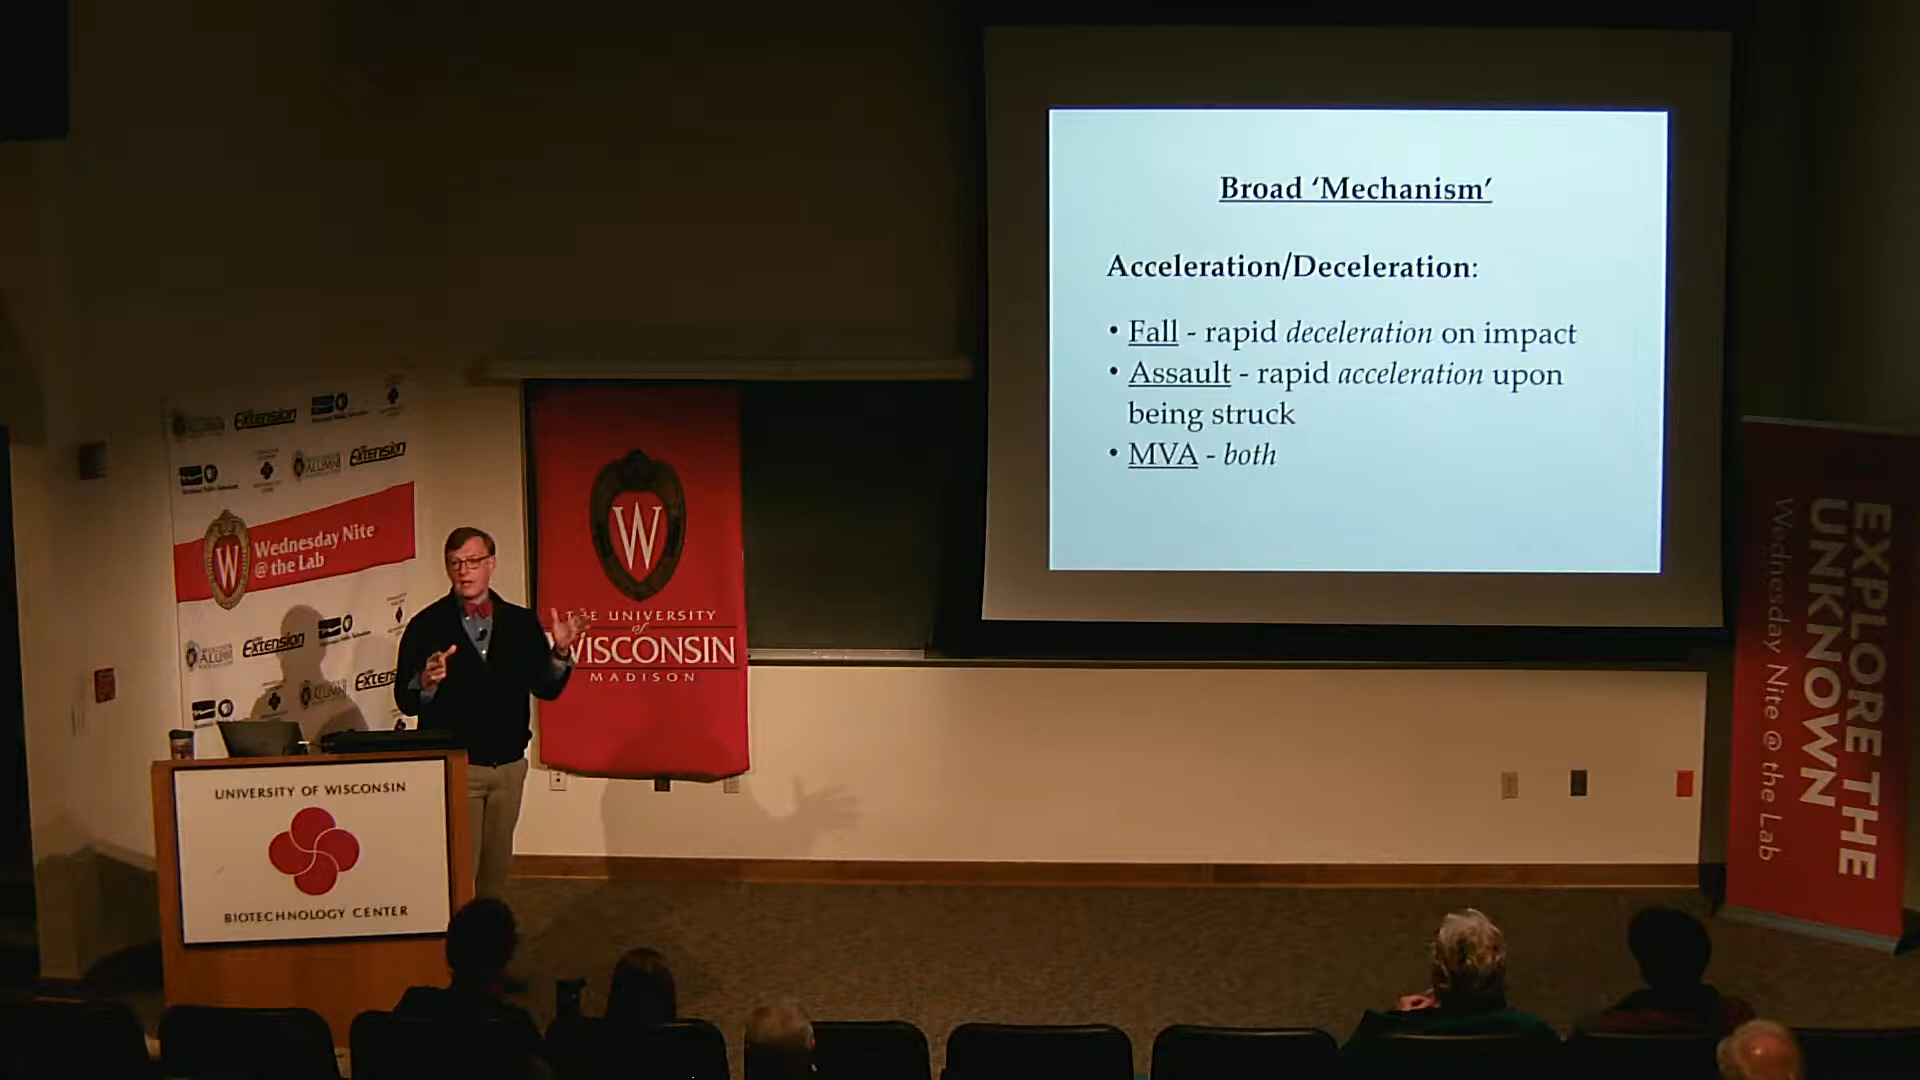 Broad ‘Mechanism’
Acceleration/Deceleration:
• Fall - rapid deceleration on impact
• Assault - rapid acceleration upon
being struck
• MVA - both
Extension
ALUMNI
Extension
Wednesday Nite
@ the Lab
W
Extension
ALUMNI
Extension
W
THE UNIVERSITY
of
WISCONSIN
MADISON
UNIVERSITY OF WISCONSIN
BIOTECHNOLOGY CENTER
EXPLORE THE
UNKNOWN
Wednesday Nite @ the Lab